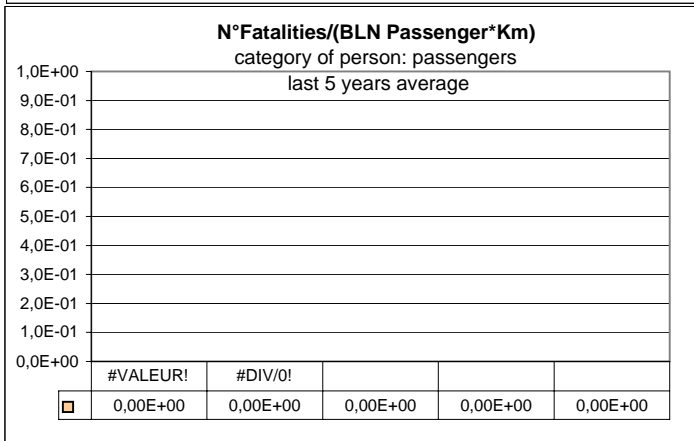 N°Fatalities/(BLN Passenger*Km)
category of person: passengers
last 5 years average
1,0E+00
9,0E-01
8,0E-01
7,0E-01
6,0E-01
5,0E-01
4,0E-01
3,0E-01
2,0E-01
1,0E-01
0,0E+00
#VALEUR! #DIV/0!
0,00E+00 0,00E+00 0,00E+00 0,00E+00 0,00E+00